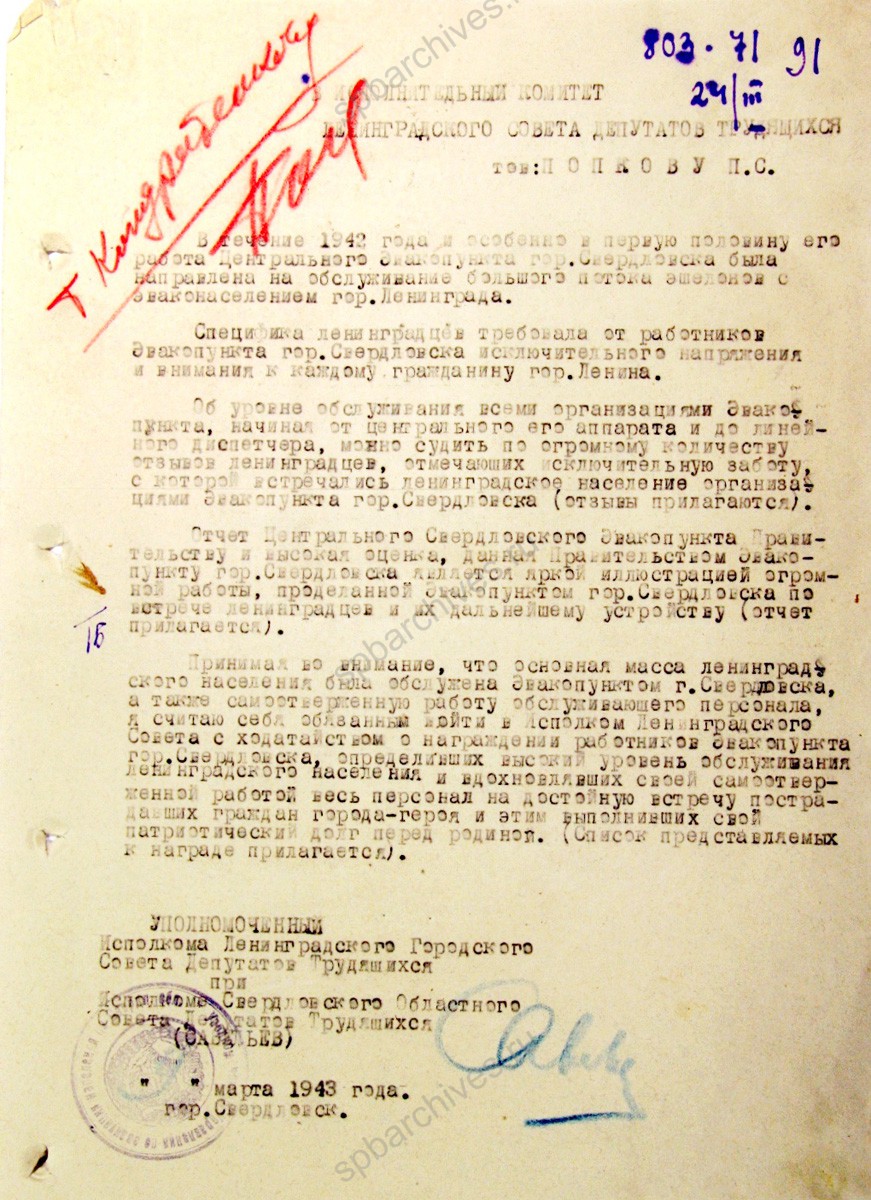 803-71 91
24/III
т. Кондратенко
В ИСПОЛНИТЕЛЬНЫЙ КОМИТЕТ
ЛЕНИНГРАДСКОГО СОВЕТА ДЕПУТАТОВ ТРУДЯЩИХСЯ
тов: П О П К О В У П.С.
В течение 1942 года и особенно в первую половину его
работа Центрального Эвакопункта гор.Свердловска была
направлена на обслуживание большого потока эшелонов с
эваконаселением гор.Ленинграда.
Специфика ленинградцев требовала от работников
Эвакопункта гор.Свердловска исключительного напряжения
и внимания к каждому гражданину гор.Ленина.
Об уровне обслуживания всеми организациями Эвако-
пункта, начиная от центрального его аппарата и до линей-
ного диспетчера, можно судить по огромному количеству
отзывов ленинградцев, отмечающих исключительную заботу,
с которой встречались ленинградское население организа-
циями Эвакопункта гор.Свердловска (отзывы прилагаются).
Отчет Центрального Свердловского Эвакопункта Прави-
тельству и высокая оценка, данная Правительством Эвако-
пункту гор.Свердловска является яркой иллюстрацией огром-
ной работы, проделанной Эвакопунктом гор.Свердловска по
встрече ленинградцев и их дальнейшему устройству (отчет
прилагается).
1б
Принимая во внимание, что основная масса ленинград-
ского населения была обслужена Эвакопунктом г.Свердловска,
а также самоотверженную работу обслуживающего персонала,
я считаю себя обязанным войти в Исполком Ленинградского
Совета с ходатайством о награждении работников Эвакопункта
гор.Свердловска, определивших высокий уровень обслуживания
ленинградского населения и вдохновлявших своей самоотвер-
женной работой весь персонал на достойную встречу постра-
давших граждан города-героя и этим выполнивших свой
патриотический долг перед родиной. (Список представляемых
к награде прилагается).
УПОЛНОМОЧЕННЫЙ
Исполкома Ленинградского Городского
Совета Депутатов Трудящихся
при
Исполкоме Свердловского Областного
Совета Депутатов Трудящихся
(САВЕЛЬЕВ)
" " марта 1943 года.
гор.Свердловск.
spbarchives.ru